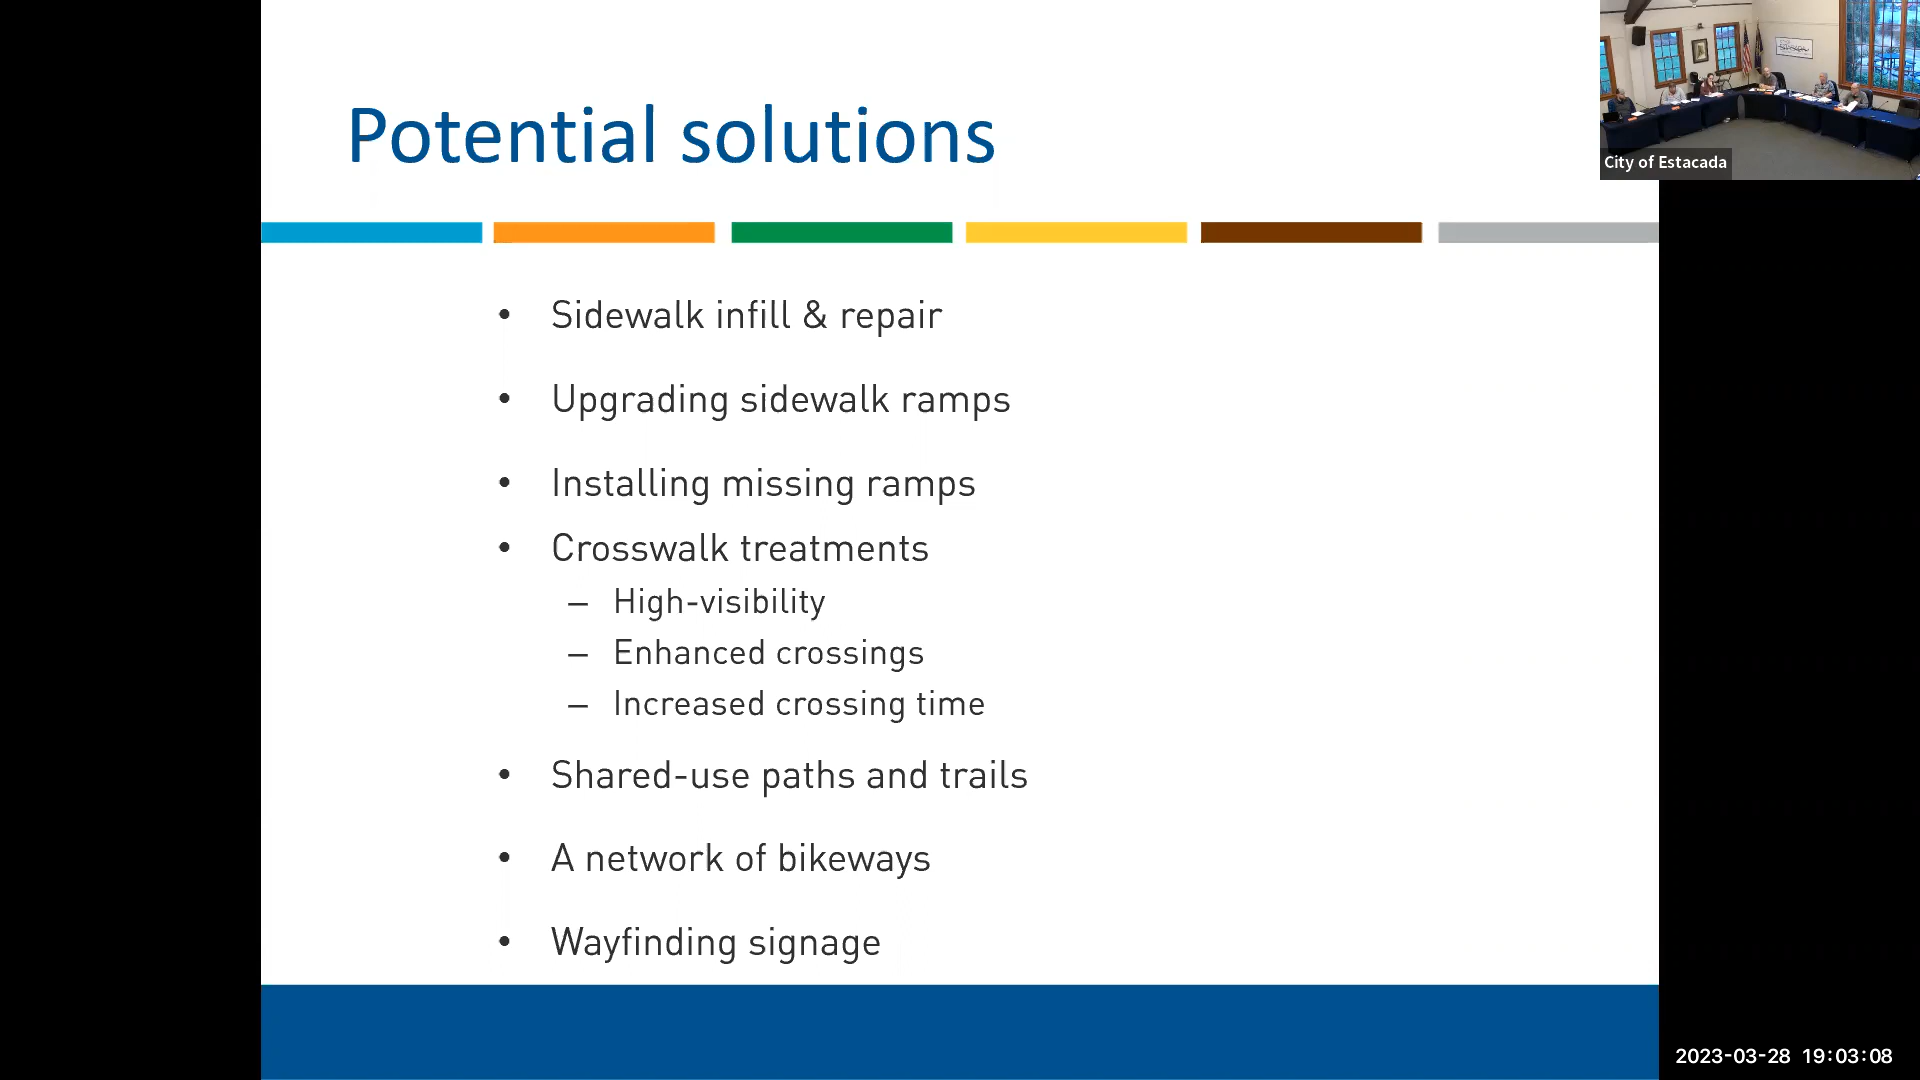 Potential solutions
• Sidewalk infill & repair
• Upgrading sidewalk ramps
• Installing missing ramps
• Crosswalk treatments
– High-visibility
– Enhanced crossings
– Increased crossing time
• Shared-use paths and trails
• A network of bikeways
• Wayfinding signage
City of Estacada
2023-03-28 19:03:08